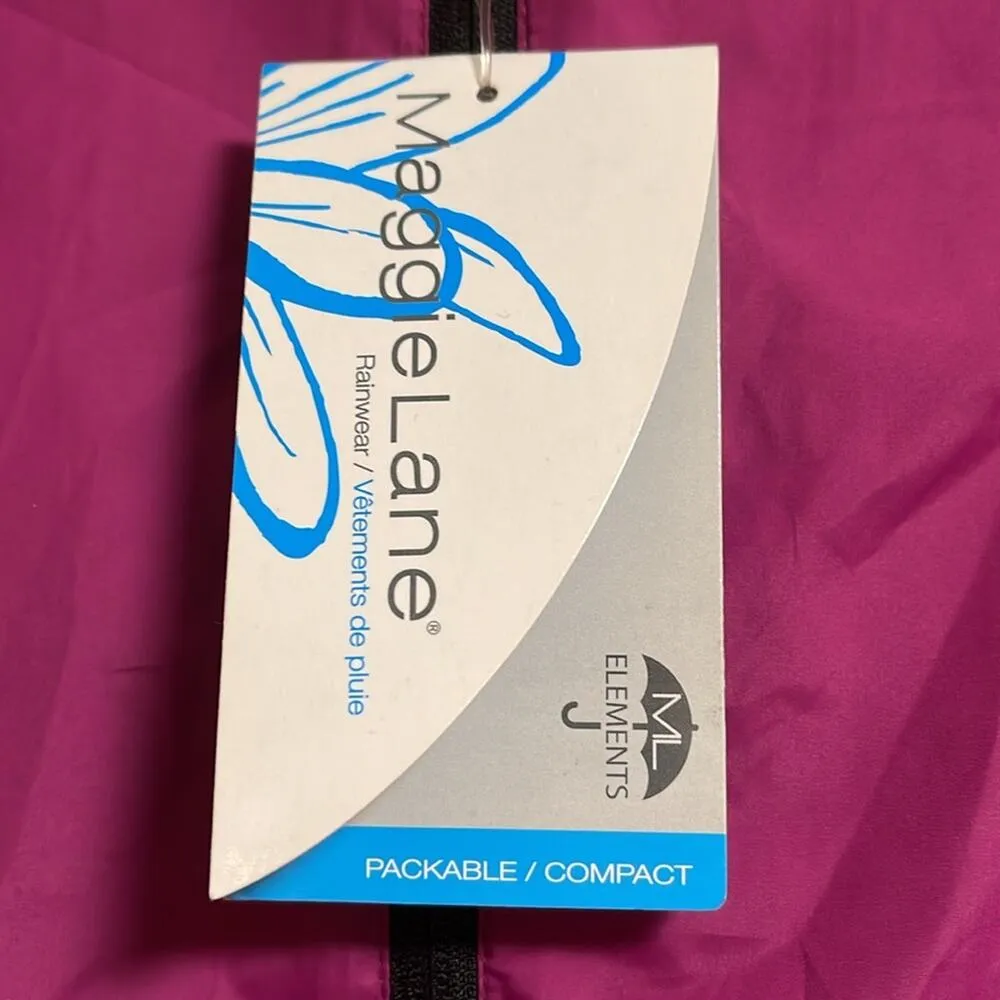 MaggieLane®
Rainwear / Vêtements de pluie
ML
ELEMENTS
PACKABLE / COMPACT